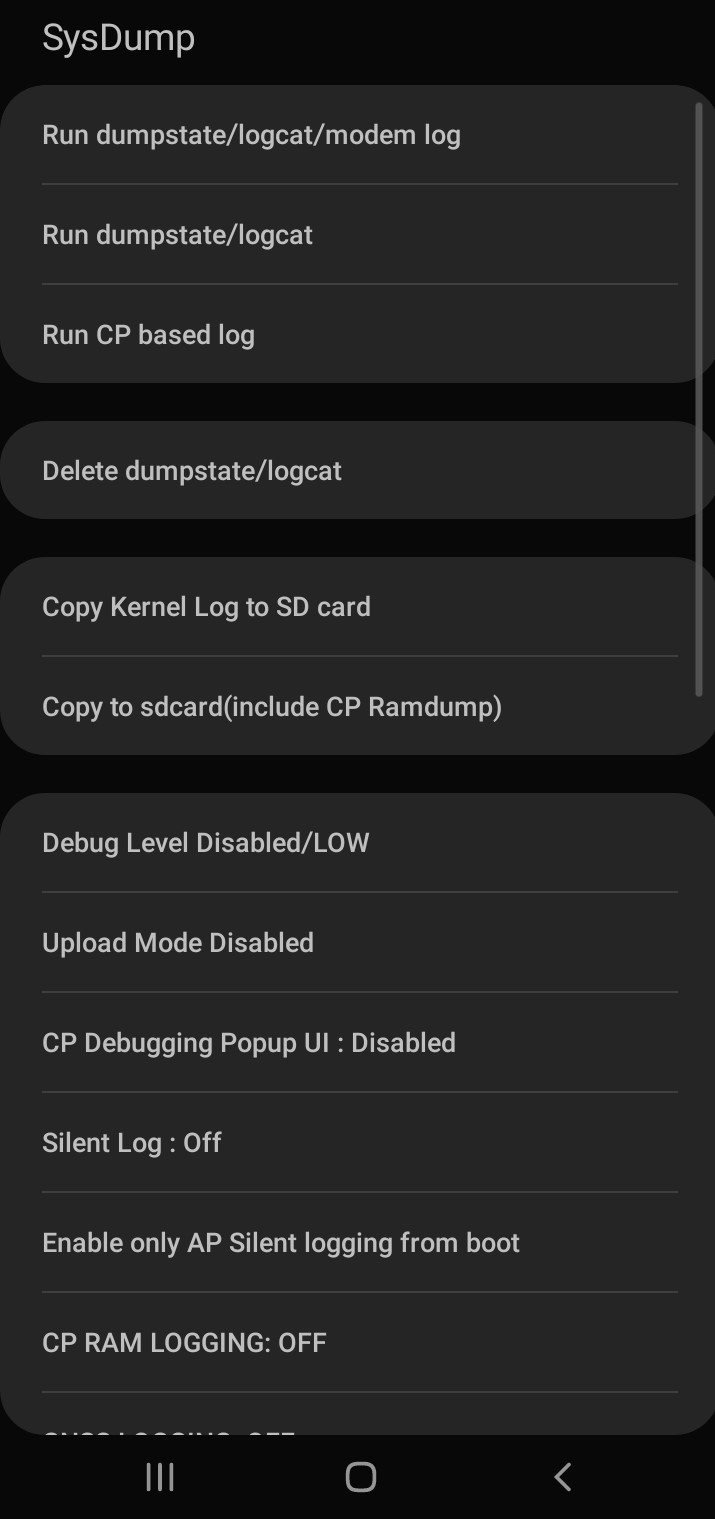 SysDump
Run dumpstate/logcat/modem log
Run dumpstate/logcat
Run CP based log
Delete dumpstate/logcat
Copy Kernel Log to SD card
Copy to sdcard(include CP Ramdump)
Debug Level Disabled/LOW
Upload Mode Disabled
CP Debugging Popup UI : Disabled
Silent Log : Off
Enable only AP Silent logging from boot
CP RAM LOGGING: OFF